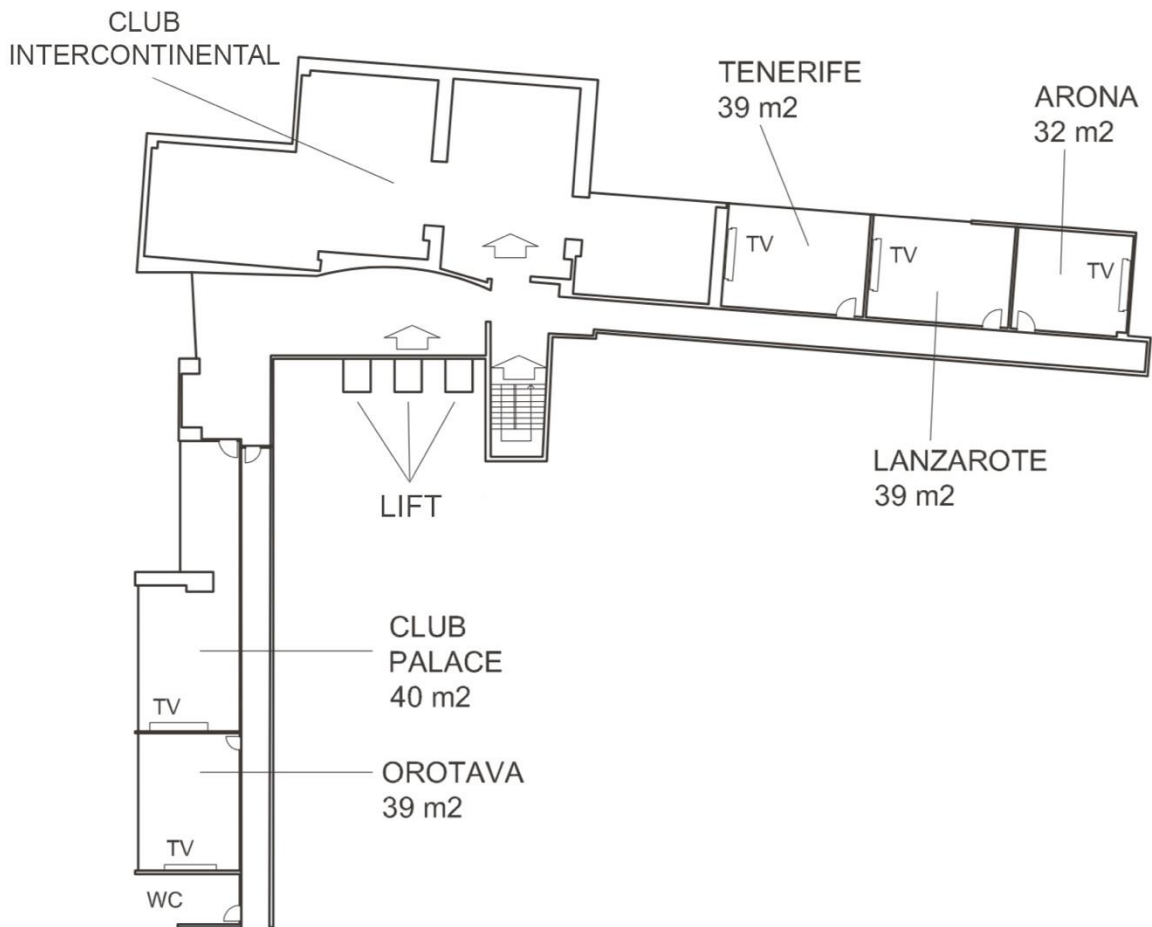 CLUB
INTERCONTINENTAL
TENERIFE
39 m2
ARONA
32 m2
TV
TV
TV
LANZAROTE
39 m2
LIFT
CLUB
PALACE
40 m2
TV
OROTAVA
39 m2
TV
WC